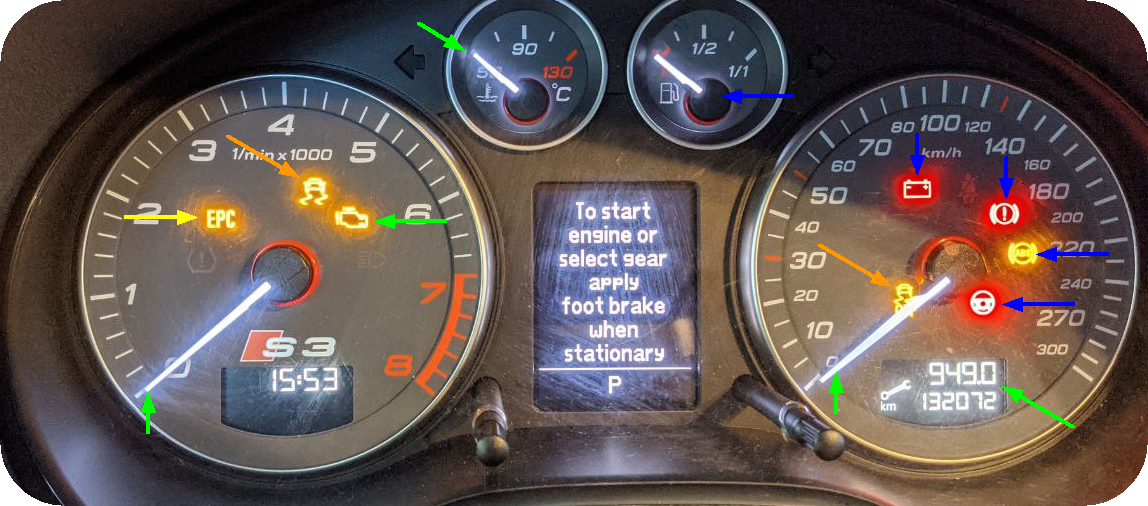 90
50
130
°C
1/2
1/1
1/min x 1000
0
1
2
3
4
5
6
7
8
EPC
S3
15:53
To start
engine or
select gear
apply
foot brake
when
stationary
P
km/h
0
10
20
30
40
50
60
70
80
100
120
140
160
180
200
220
240
270
300
ABS
949.0
km 132072